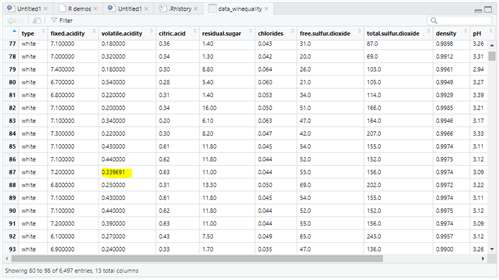 Untitled1 R demos Untitled1 .Rhistory data_winequality
Filter
type fixed.acidity volatile.acidity citric.acid residual.sugar chlorides free.sulfur.dioxide total.sulfur.dioxide density pH
77 white 7.100000 0.180000 0.36 1.40 0.043 31.0 87.0 0.9898 3.26
78 white 7.000000 0.320000 0.34 1.30 0.042 20.0 69.0 0.9912 3.31
79 white 7.400000 0.180000 0.30 8.80 0.064 26.0 103.0 0.9961 2.94
80 white 6.700000 0.340000 0.28 5.40 0.060 21.0 105.0 0.9949 3.27
81 white 6.800000 0.220000 0.31 1.40 0.053 34.0 114.0 0.9929 3.39
82 white 7.100000 0.200000 0.34 16.00 0.050 51.0 166.0 0.9985 3.21
83 white 7.100000 0.340000 0.20 6.10 0.063 47.0 164.0 0.9946 3.17
84 white 7.300000 0.220000 0.30 8.20 0.047 42.0 207.0 0.9966 3.33
85 white 7.100000 0.430000 0.61 11.80 0.045 54.0 155.0 0.9974 3.11
86 white 7.100000 0.440000 0.62 11.80 0.044 52.0 152.0 0.9975 3.12
87 white 7.200000 0.339691 0.63 11.00 0.044 55.0 156.0 0.9974 3.09
88 white 6.800000 0.250000 0.31 13.30 0.050 69.0 202.0 0.9972 3.22
89 white 7.100000 0.430000 0.61 11.80 0.045 54.0 155.0 0.9974 3.11
90 white 7.100000 0.440000 0.62 11.80 0.044 52.0 152.0 0.9975 3.12
91 white 7.200000 0.390000 0.63 11.00 0.044 55.0 156.0 0.9974 3.09
92 white 6.100000 0.270000 0.43 7.50 0.049 65.0 243.0 0.9957 3.12
93 white 6.900000 0.240000 0.33 1.70 0.035 47.0 136.0 0.9900 3.26
Showing 80 to 96 of 6,497 entries, 13 total columns